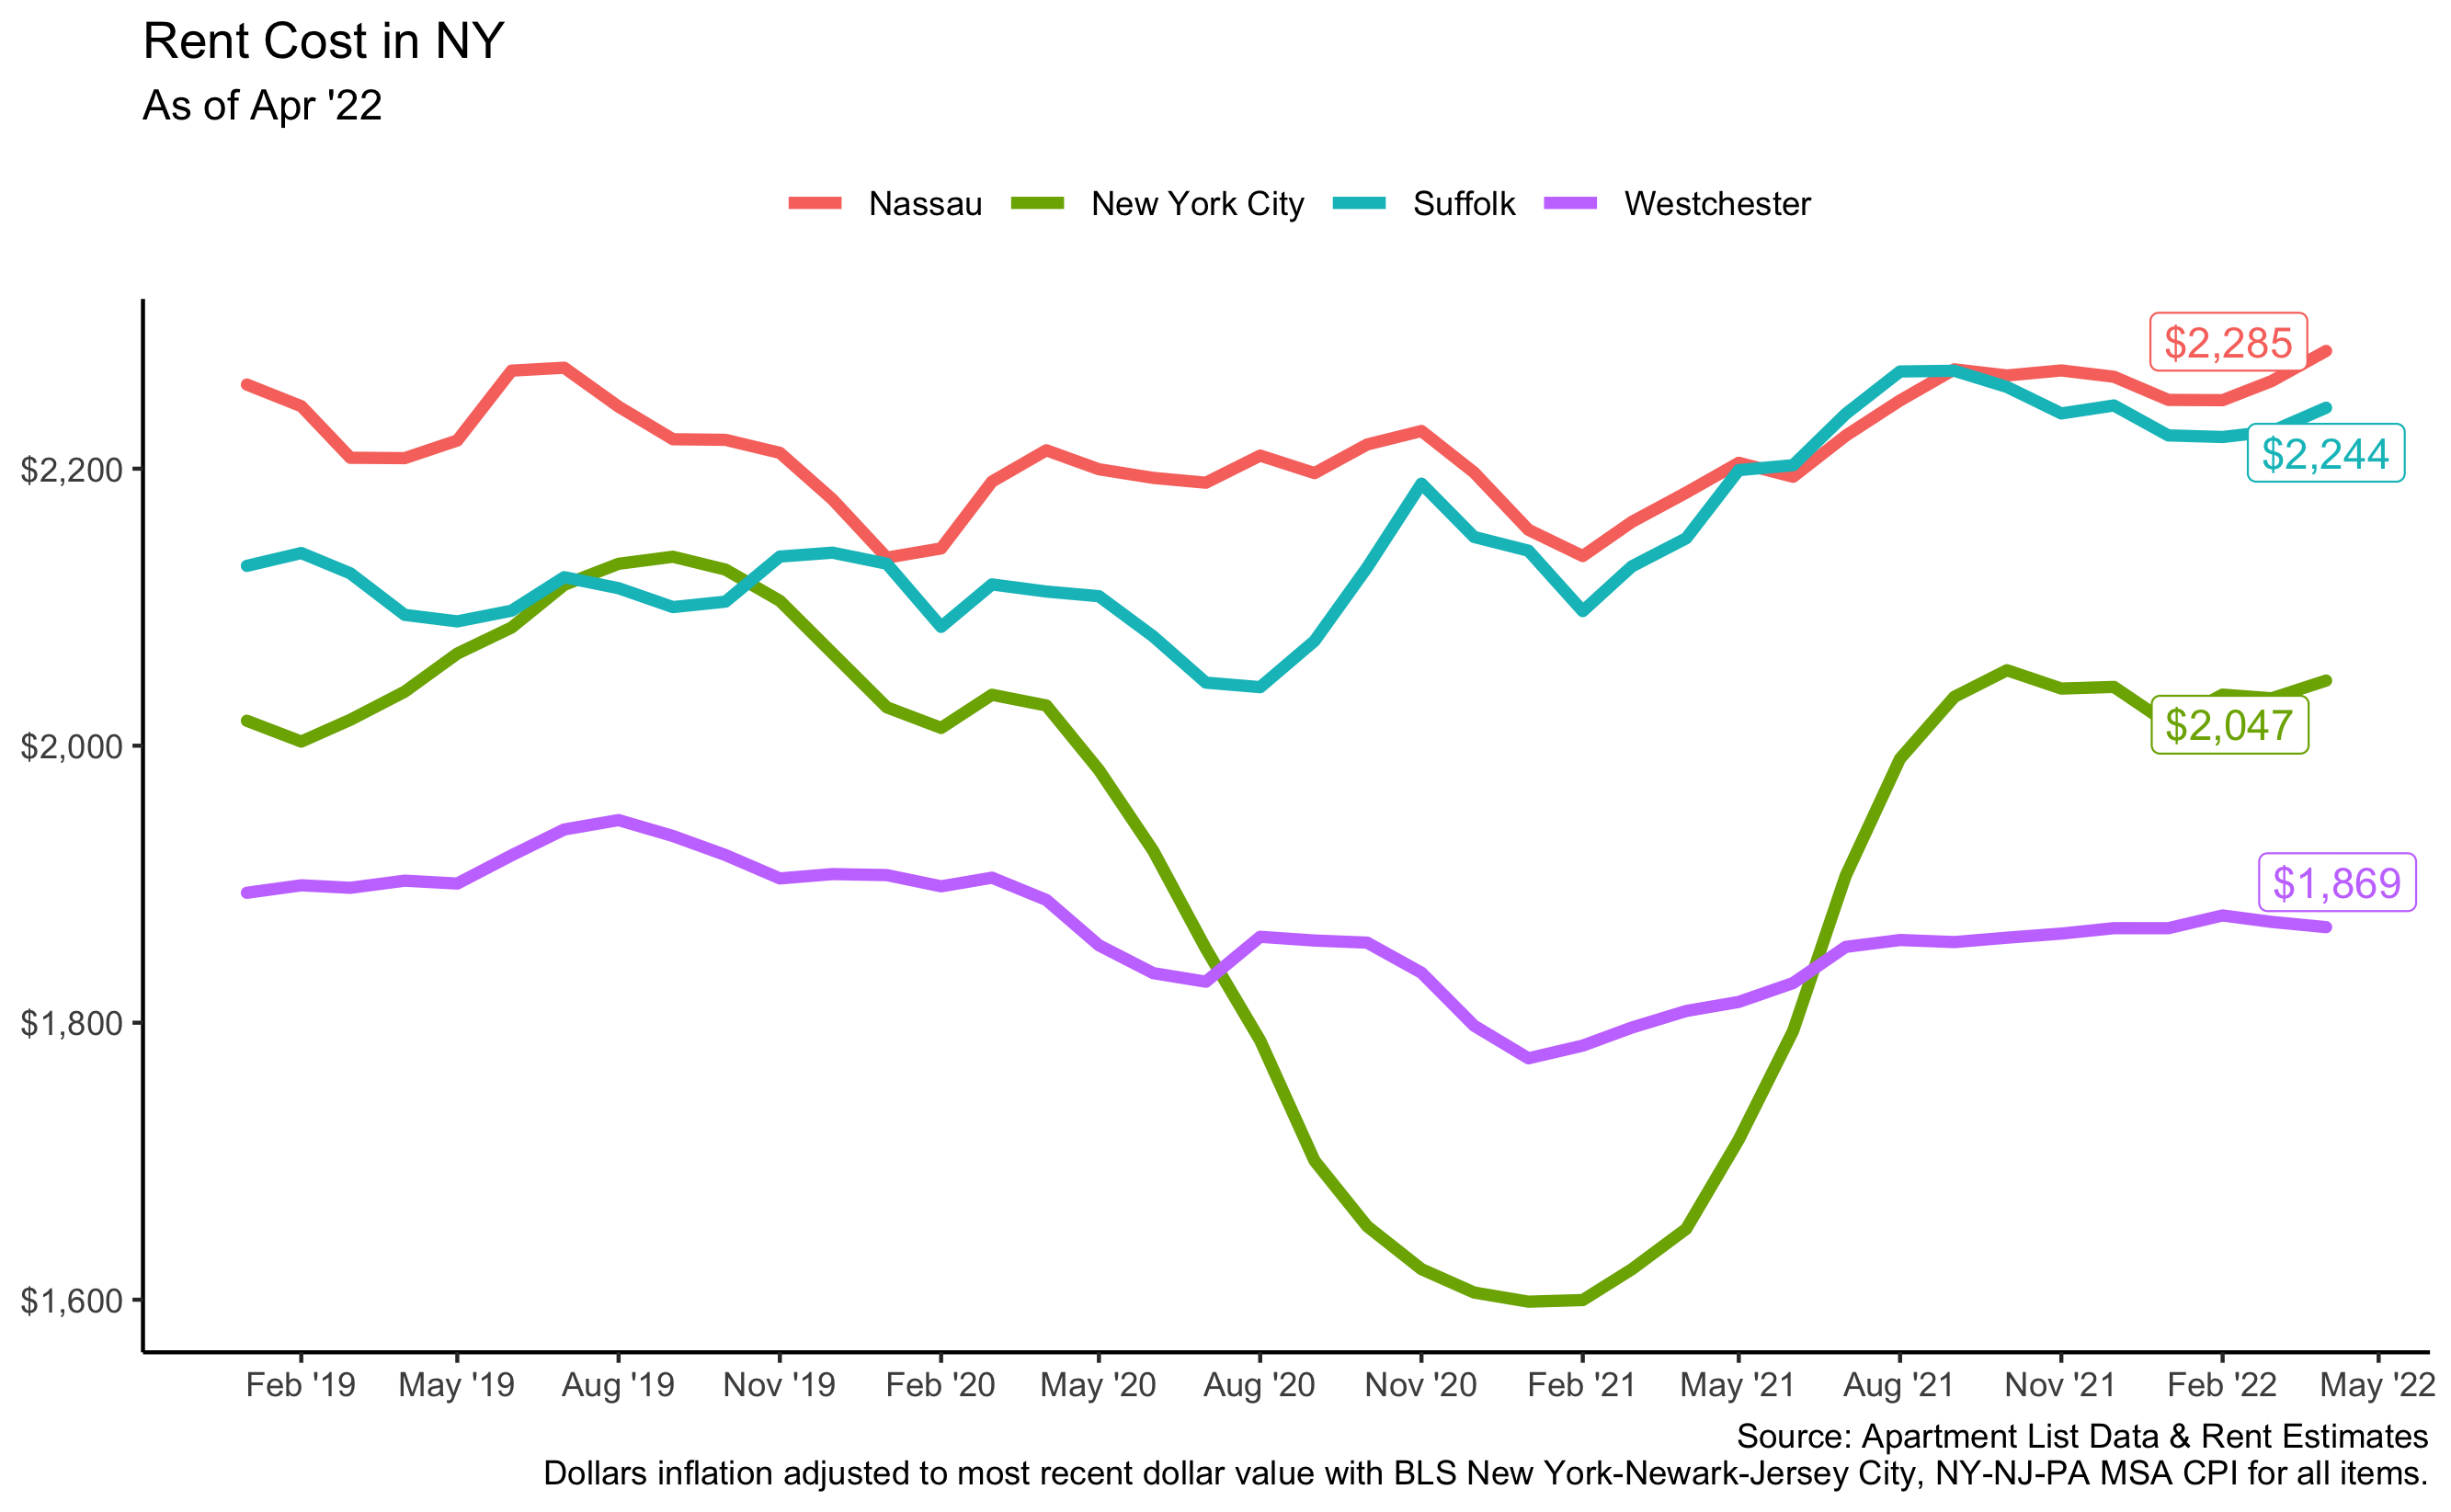 Rent Cost in NY
As of Apr '22
Nassau New York City Suffolk Westchester
$2,285
$2,244
$2,200
$2,047
$2,000
$1,869
$1,800
$1,600
Feb '19 May '19 Aug '19 Nov '19 Feb '20 May '20 Aug '20 Nov '20 Feb '21 May '21 Aug '21 Nov '21 Feb '22 May '22
Source: Apartment List Data & Rent Estimates
Dollars inflation adjusted to most recent dollar value with BLS New York-Newark-Jersey City, NY-NJ-PA MSA CPI for all items.